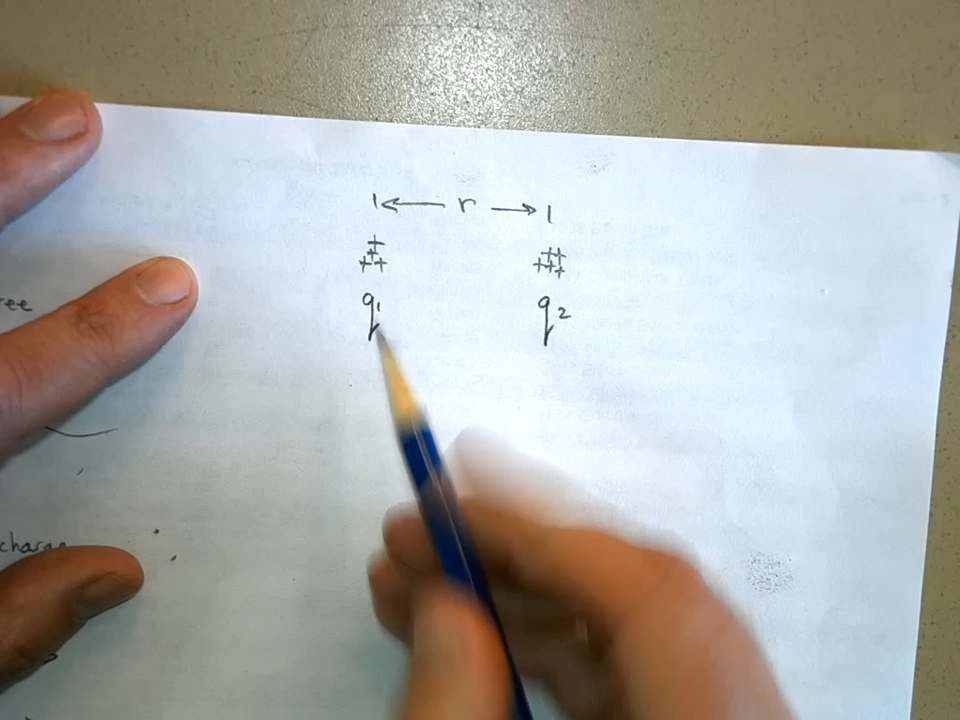 |← r →|
+ + + + + + + + +
q1 q2
ree
charge